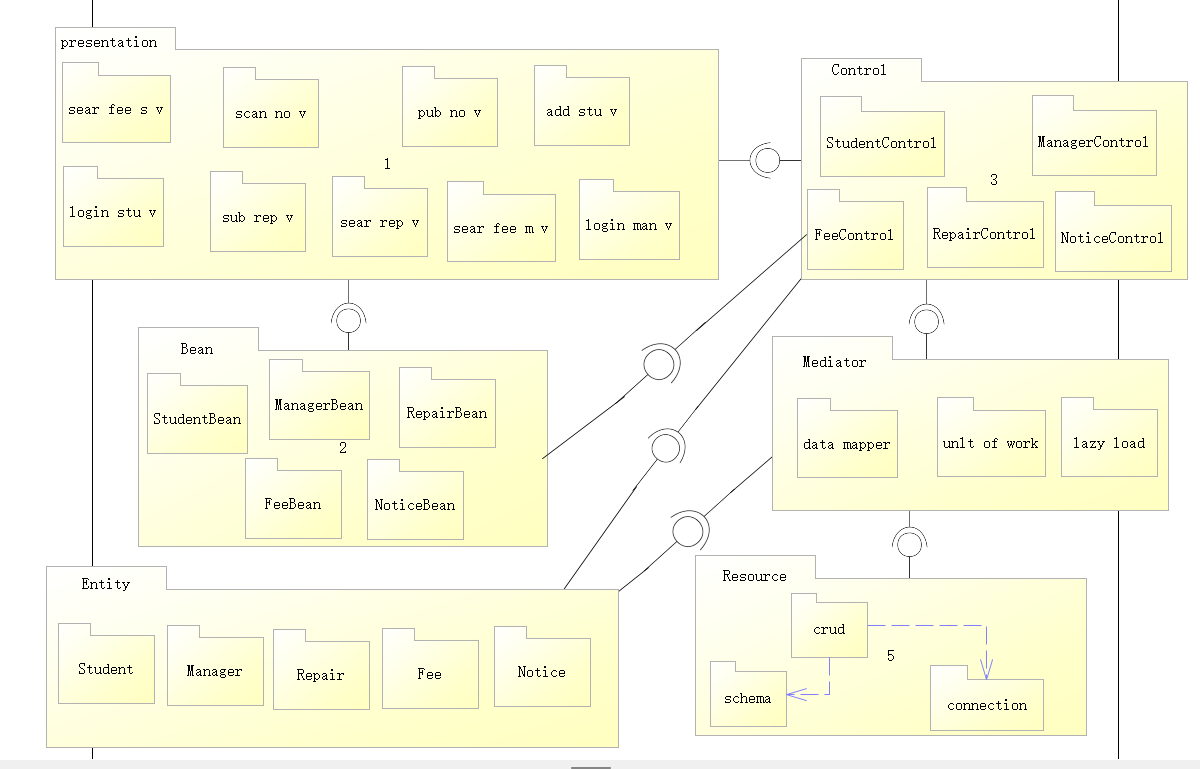 presentation
sear fee s v
scan no v
pub no v
add stu v
1
login stu v
sub rep v
sear rep v
sear fee m v
login man v
Control
StudentControl
ManagerControl
3
FeeControl
RepairControl
NoticeControl
Bean
StudentBean
ManagerBean
RepairBean
2
FeeBean
NoticeBean
Mediator
data mapper
unlt of work
lazy load
Entity
Student
Manager
Repair
Fee
Notice
Resource
crud
5
schema
connection